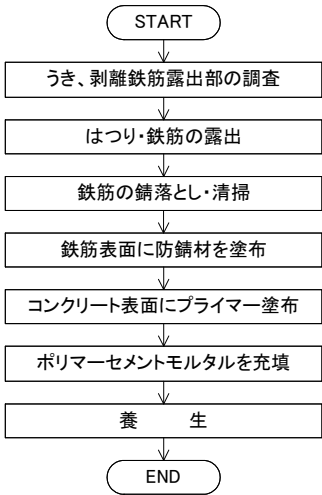 START
うき、剥離鉄筋露出部の調査
はつり・鉄筋の露出
鉄筋の錆落とし・清掃
鉄筋表面に防錆材を塗布
コンクリート表面にプライマー塗布
ポリマーセメントモルタルを充填
養　　生
END